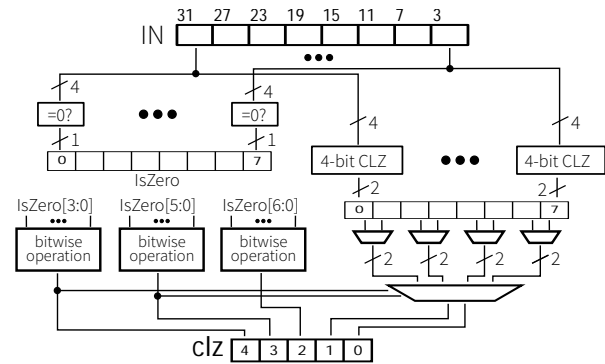 31 27 23 19 15 11 7 3
IN
4 4
=0? =0?
4 4
1 1
0 7
IsZero
4-bit CLZ 4-bit CLZ
2 2
IsZero[3:0] IsZero[5:0] IsZero[6:0]
0 7
bitwise operation bitwise operation bitwise operation
2 2 2 2
clz 4 3 2 1 0